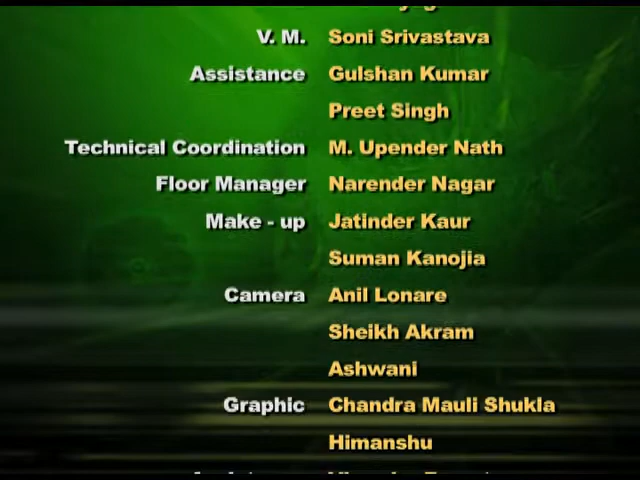 V. M. Soni Srivastava
Assistance Gulshan Kumar
Preet Singh
Technical Coordination M. Upender Nath
Floor Manager Narender Nagar
Make - up Jatinder Kaur
Suman Kanojia
Camera Anil Lonare
Sheikh Akram
Ashwani
Graphic Chandra Mauli Shukla
Himanshu